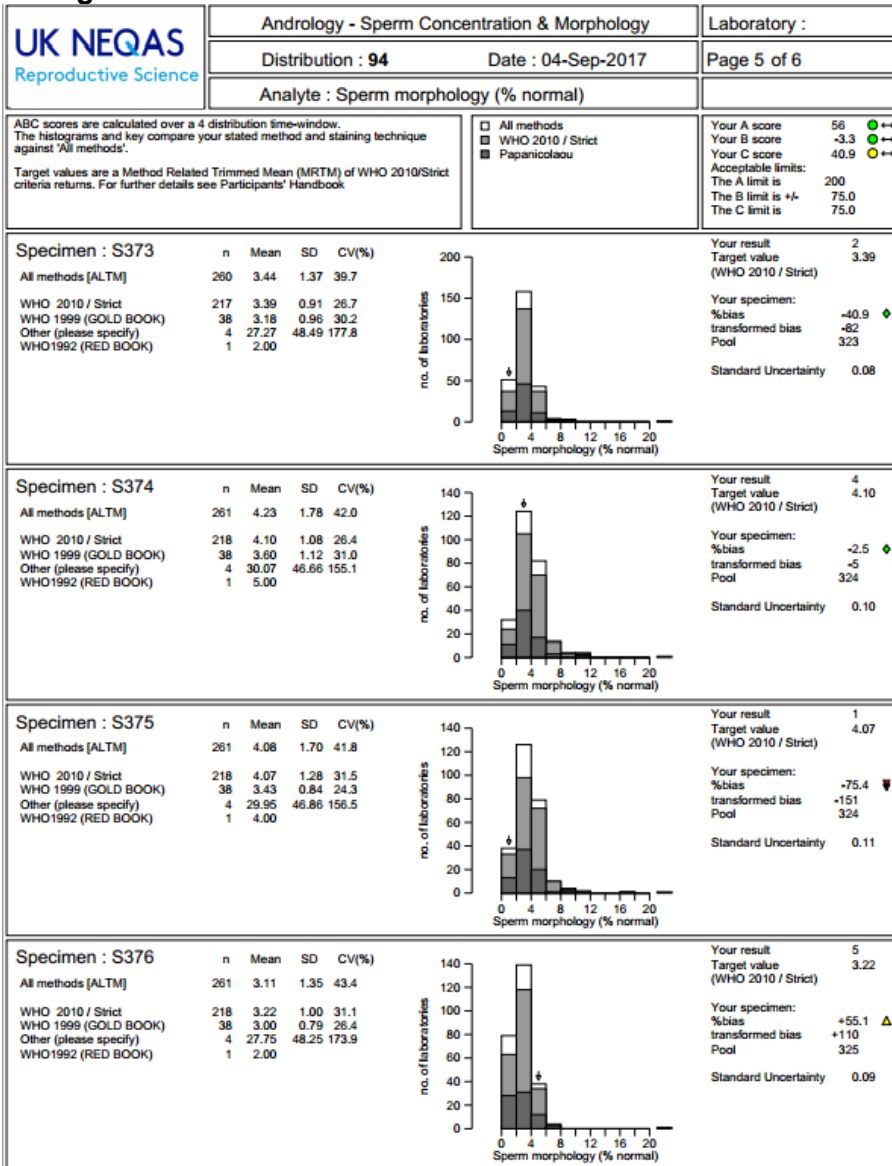 UK NEQAS
Reproductive Science
Andrology - Sperm Concentration & Morphology
Laboratory :
Distribution : 94 Date : 04-Sep-2017
Page 5 of 6
Analyte : Sperm morphology (% normal)
ABC scores are calculated over a 4 distribution time-window.
The histograms and key compare your stated method and staining technique
against 'All methods'.
Target values are a Method Related Trimmed Mean (MRTM) of WHO 2010/Strict
criteria returns. For further details see Participants' Handbook
All methods
WHO 2010 / Strict
Papanicolaou
Your A score 56
Your B score -3.3
Your C score 40.9
Acceptable limits:
The A limit is 200
The B limit is +/- 75.0
The C limit is 75.0
Specimen : S373 n Mean SD CV(%)
All methods [ALTM] 260 3.44 1.37 39.7
WHO 2010 / Strict 217 3.39 0.91 26.7
WHO 1999 (GOLD BOOK) 38 3.18 0.96 30.2
Other (please specify) 4 27.27 48.49 177.8
WHO1992 (RED BOOK) 1 2.00
no. of laboratories
200
150
100
50
0
0 4 8 12 16 20
Sperm morphology (% normal)
Your result 2
Target value 3.39
(WHO 2010 / Strict)
Your specimen:
%bias -40.9
transformed bias -82
Pool 323
Standard Uncertainty 0.08
Specimen : S374 n Mean SD CV(%)
All methods [ALTM] 261 4.23 1.78 42.0
WHO 2010 / Strict 218 4.10 1.08 26.4
WHO 1999 (GOLD BOOK) 38 3.60 1.12 31.0
Other (please specify) 4 30.07 46.66 155.1
WHO1992 (RED BOOK) 1 5.00
no. of laboratories
140
120
100
80
60
40
20
0
0 4 8 12 16 20
Sperm morphology (% normal)
Your result 4
Target value 4.10
(WHO 2010 / Strict)
Your specimen:
%bias -2.5
transformed bias -5
Pool 324
Standard Uncertainty 0.10
Specimen : S375 n Mean SD CV(%)
All methods [ALTM] 261 4.08 1.70 41.8
WHO 2010 / Strict 218 4.07 1.28 31.5
WHO 1999 (GOLD BOOK) 38 3.43 0.84 24.3
Other (please specify) 4 29.95 46.86 156.5
WHO1992 (RED BOOK) 1 4.00
no. of laboratories
140
120
100
80
60
40
20
0
0 4 8 12 16 20
Sperm morphology (% normal)
Your result 1
Target value 4.07
(WHO 2010 / Strict)
Your specimen:
%bias -75.4
transformed bias -151
Pool 324
Standard Uncertainty 0.11
Specimen : S376 n Mean SD CV(%)
All methods [ALTM] 261 3.11 1.35 43.4
WHO 2010 / Strict 218 3.22 1.00 31.1
WHO 1999 (GOLD BOOK) 38 3.00 0.79 26.4
Other (please specify) 4 27.75 48.25 173.9
WHO1992 (RED BOOK) 1 2.00
no. of laboratories
140
120
100
80
60
40
20
0
0 4 8 12 16 20
Sperm morphology (% normal)
Your result 5
Target value 3.22
(WHO 2010 / Strict)
Your specimen:
%bias +55.1
transformed bias +110
Pool 325
Standard Uncertainty 0.09